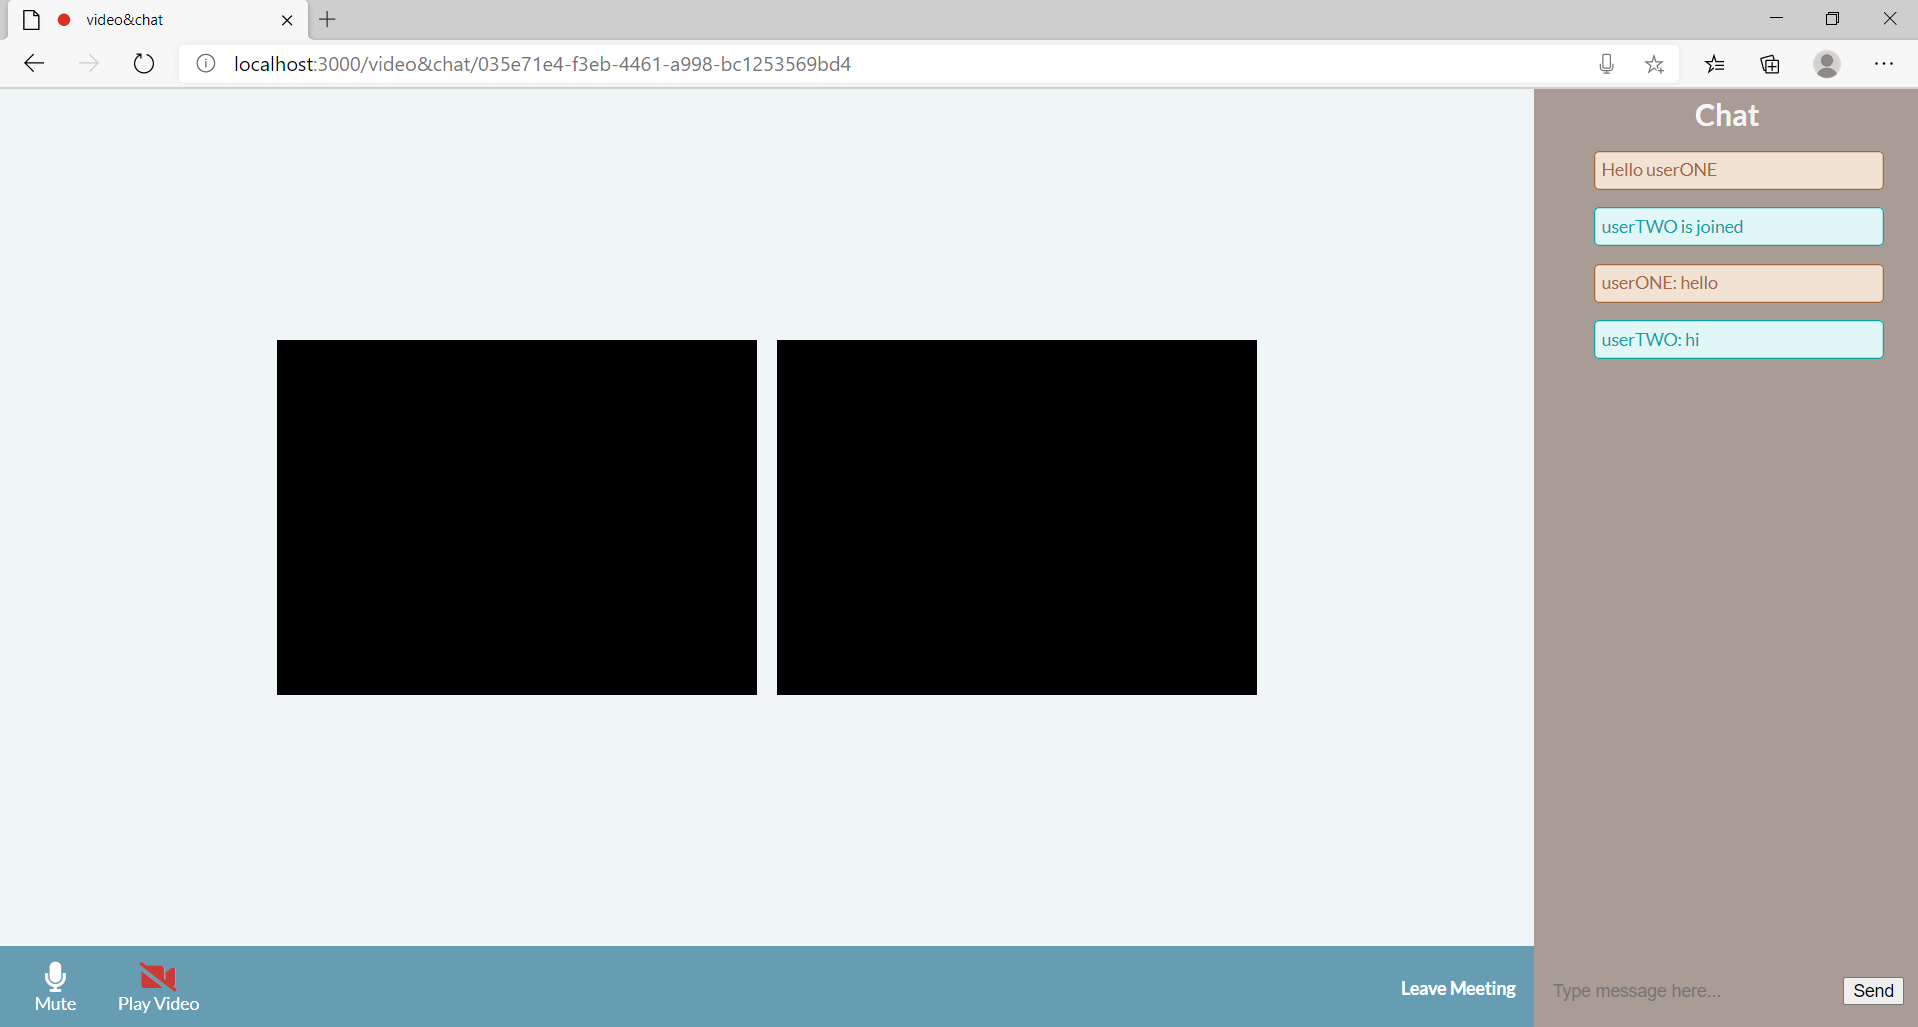 video&chat
localhost:3000/video&chat/035e71e4-f3eb-4461-a998-bc1253569bd4
Chat
Hello userONE
userTWO is joined
userONE: hello
userTWO: hi
Mute
Play Video
Leave Meeting
Type message here...
Send